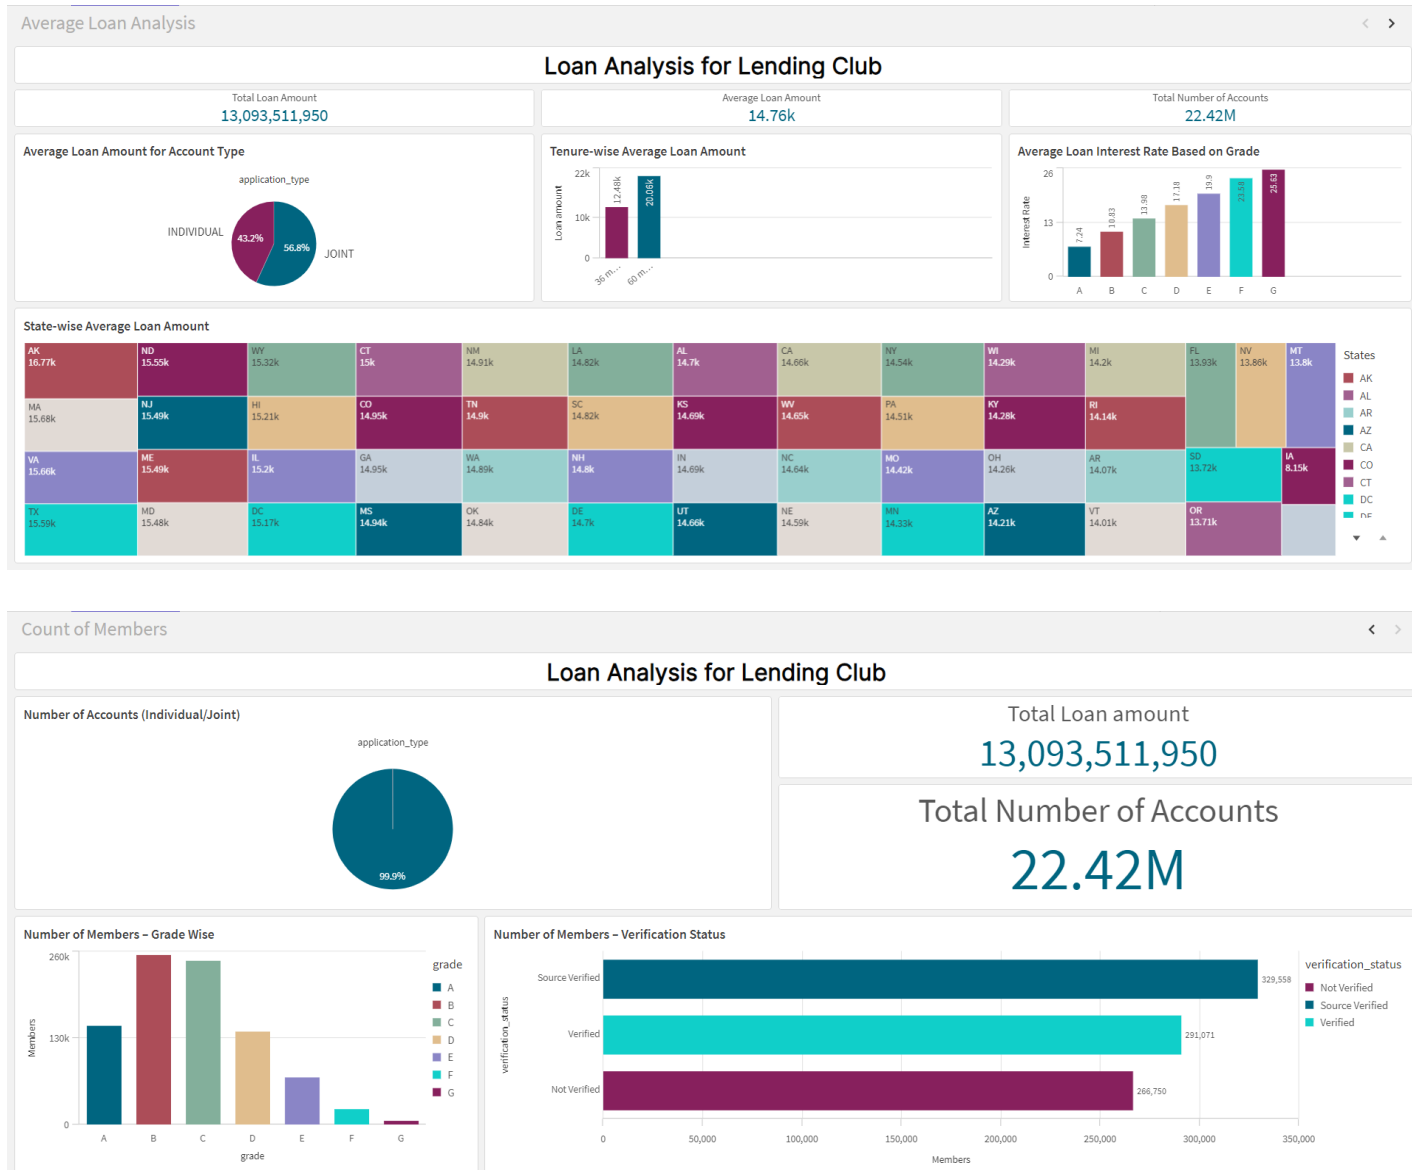 Average Loan Analysis
Loan Analysis for Lending Club
Total Loan Amount
13,093,511,950
Average Loan Amount
14.76k
Total Number of Accounts
22.42M
Average Loan Amount for Account Type
application_type
INDIVIDUAL
43.2%
56.8%
JOINT
Tenure-wise Average Loan Amount
Loan amount
22k
10k
0
12.48k
20.06k
36 m...
60 m...
Average Loan Interest Rate Based on Grade
Interest Rate
26
13
0
7.24
10.83
13.98
17.18
19.9
23.58
25.63
A B C D E F G
State-wise Average Loan Amount
AK ND WY CT NM LA AL CA NY WI MI FL NV MT
16.77k 15.55k 15.32k 15k 14.91k 14.82k 14.7k 14.66k 14.54k 14.29k 14.2k 13.93k 13.86k 13.8k
MA NJ HI CO TN SC KS WV PA KY RI
15.68k 15.49k 15.21k 14.95k 14.9k 14.82k 14.69k 14.65k 14.51k 14.28k 14.14k
VA ME IL GA WA NH IN NC MO OH AR SD IA
15.66k 15.49k 15.2k 14.95k 14.89k 14.8k 14.69k 14.64k 14.42k 14.26k 14.07k 13.72k 8.15k
TX MD DC MS OK DE UT NE MN AZ VT OR
15.59k 15.48k 15.17k 14.94k 14.84k 14.7k 14.66k 14.59k 14.33k 14.21k 14.01k 13.71k
States
AK
AL
AR
AZ
CA
CO
CT
DC
DE
Count of Members
Loan Analysis for Lending Club
Number of Accounts (Individual/Joint)
application_type
99.9%
Total Loan amount
13,093,511,950
Total Number of Accounts
22.42M
Number of Members – Grade Wise
Members
260k
130k
0
A B C D E F G
grade
grade
A
B
C
D
E
F
G
Number of Members – Verification Status
verification_status
Source Verified
329,558
Verified
291,071
Not Verified
266,750
0 50,000 100,000 150,000 200,000 250,000 300,000 350,000
Members
verification_status
Not Verified
Source Verified
Verified